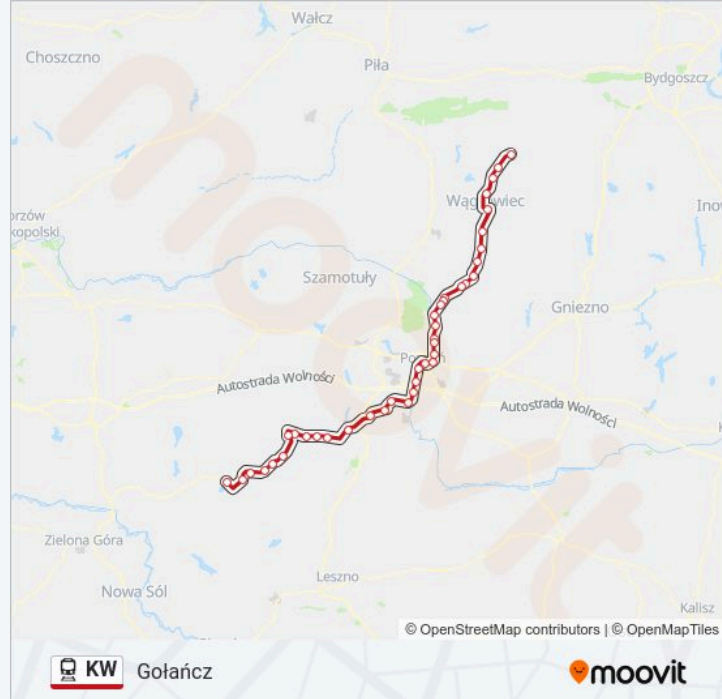 Wałcz
Choszczno
Piła
Bydgoszcz
orzów
kopolski
Wągrowiec
Ino
Szamotuły
Gniezno
Autostrada Wolności
Autostrada Wolności
Zielona Góra
Nowa Sól
Leszno
Kalisz
© OpenStreetMap contributors | © OpenMapTiles
KW Gołańcz
moovit
moovit